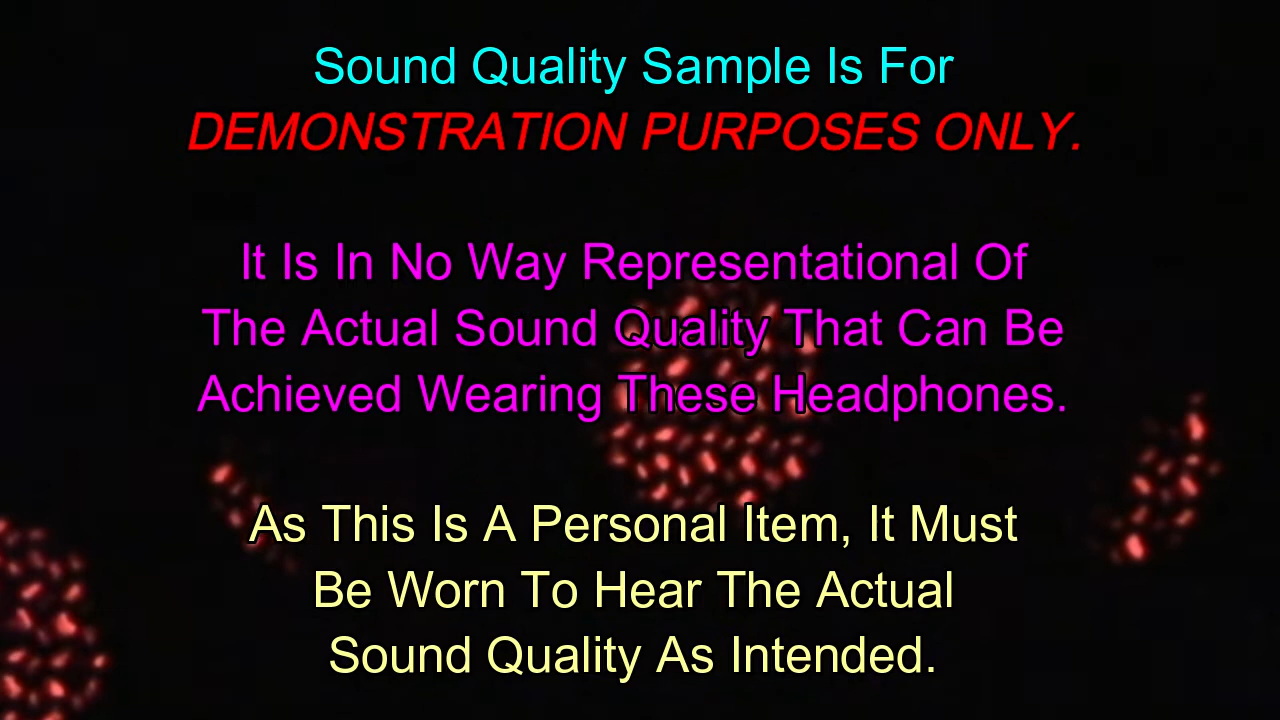 Sound Quality Sample Is For
DEMONSTRATION PURPOSES ONLY.
It Is In No Way Representational Of
The Actual Sound Quality That Can Be
Achieved Wearing These Headphones.
As This Is A Personal Item, It Must
Be Worn To Hear The Actual
Sound Quality As Intended.